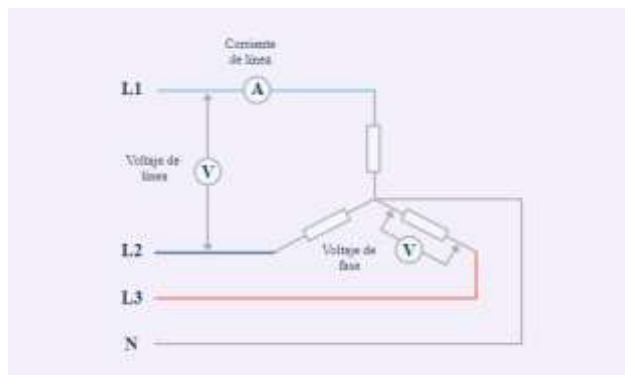 Corriente
de línea
L1
A
Voltaje de
línea
V
L2
Voltaje de
fase
V
L3
N